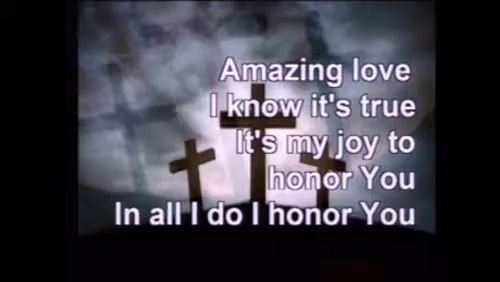 Amazing love
I know it's true
It's my joy to
honor You
In all I do I honor You